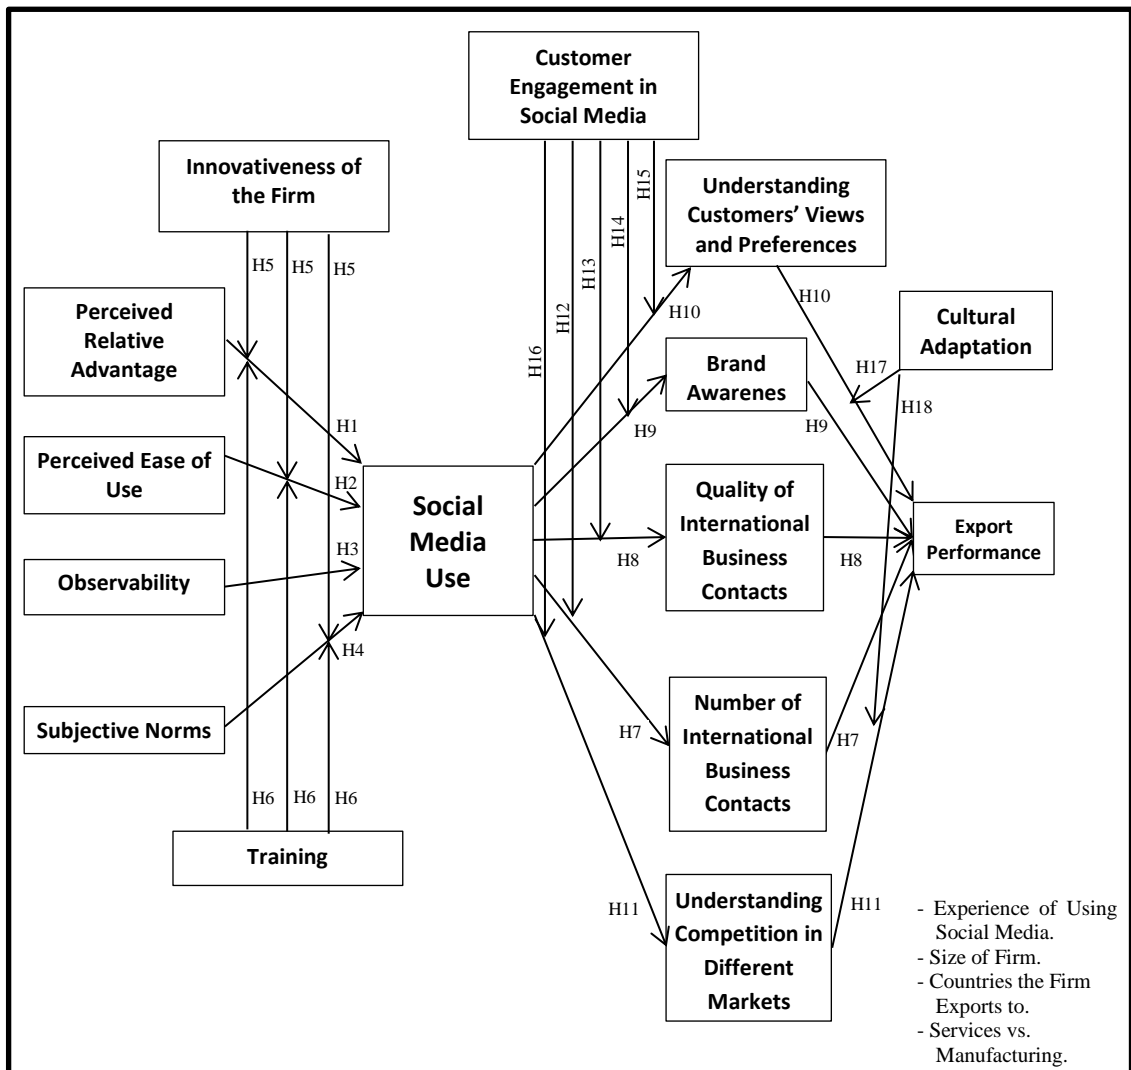 Customer
Engagement in
Social Media
Innovativeness of
the Firm
Understanding
Customers' Views
and Preferences
H15
H14
H13
H12
H16
H5
H5
H5
Perceived
Relative
Advantage
H10
H10
Cultural
Adaptation
Brand
Awarenes
H17
H18
H1
H9
H9
Perceived Ease of
Use
H2
Social
Media
Use
Quality of
International
Business
Contacts
Export
Performance
H3
H8
H8
Observability
H4
Subjective Norms
Number of
International
Business
Contacts
H7
H7
H6
H6
H6
Training
Understanding
Competition in
Different
Markets
H11
H11
- Experience of Using
Social Media.
- Size of Firm.
- Countries the Firm
Exports to.
- Services vs.
Manufacturing.